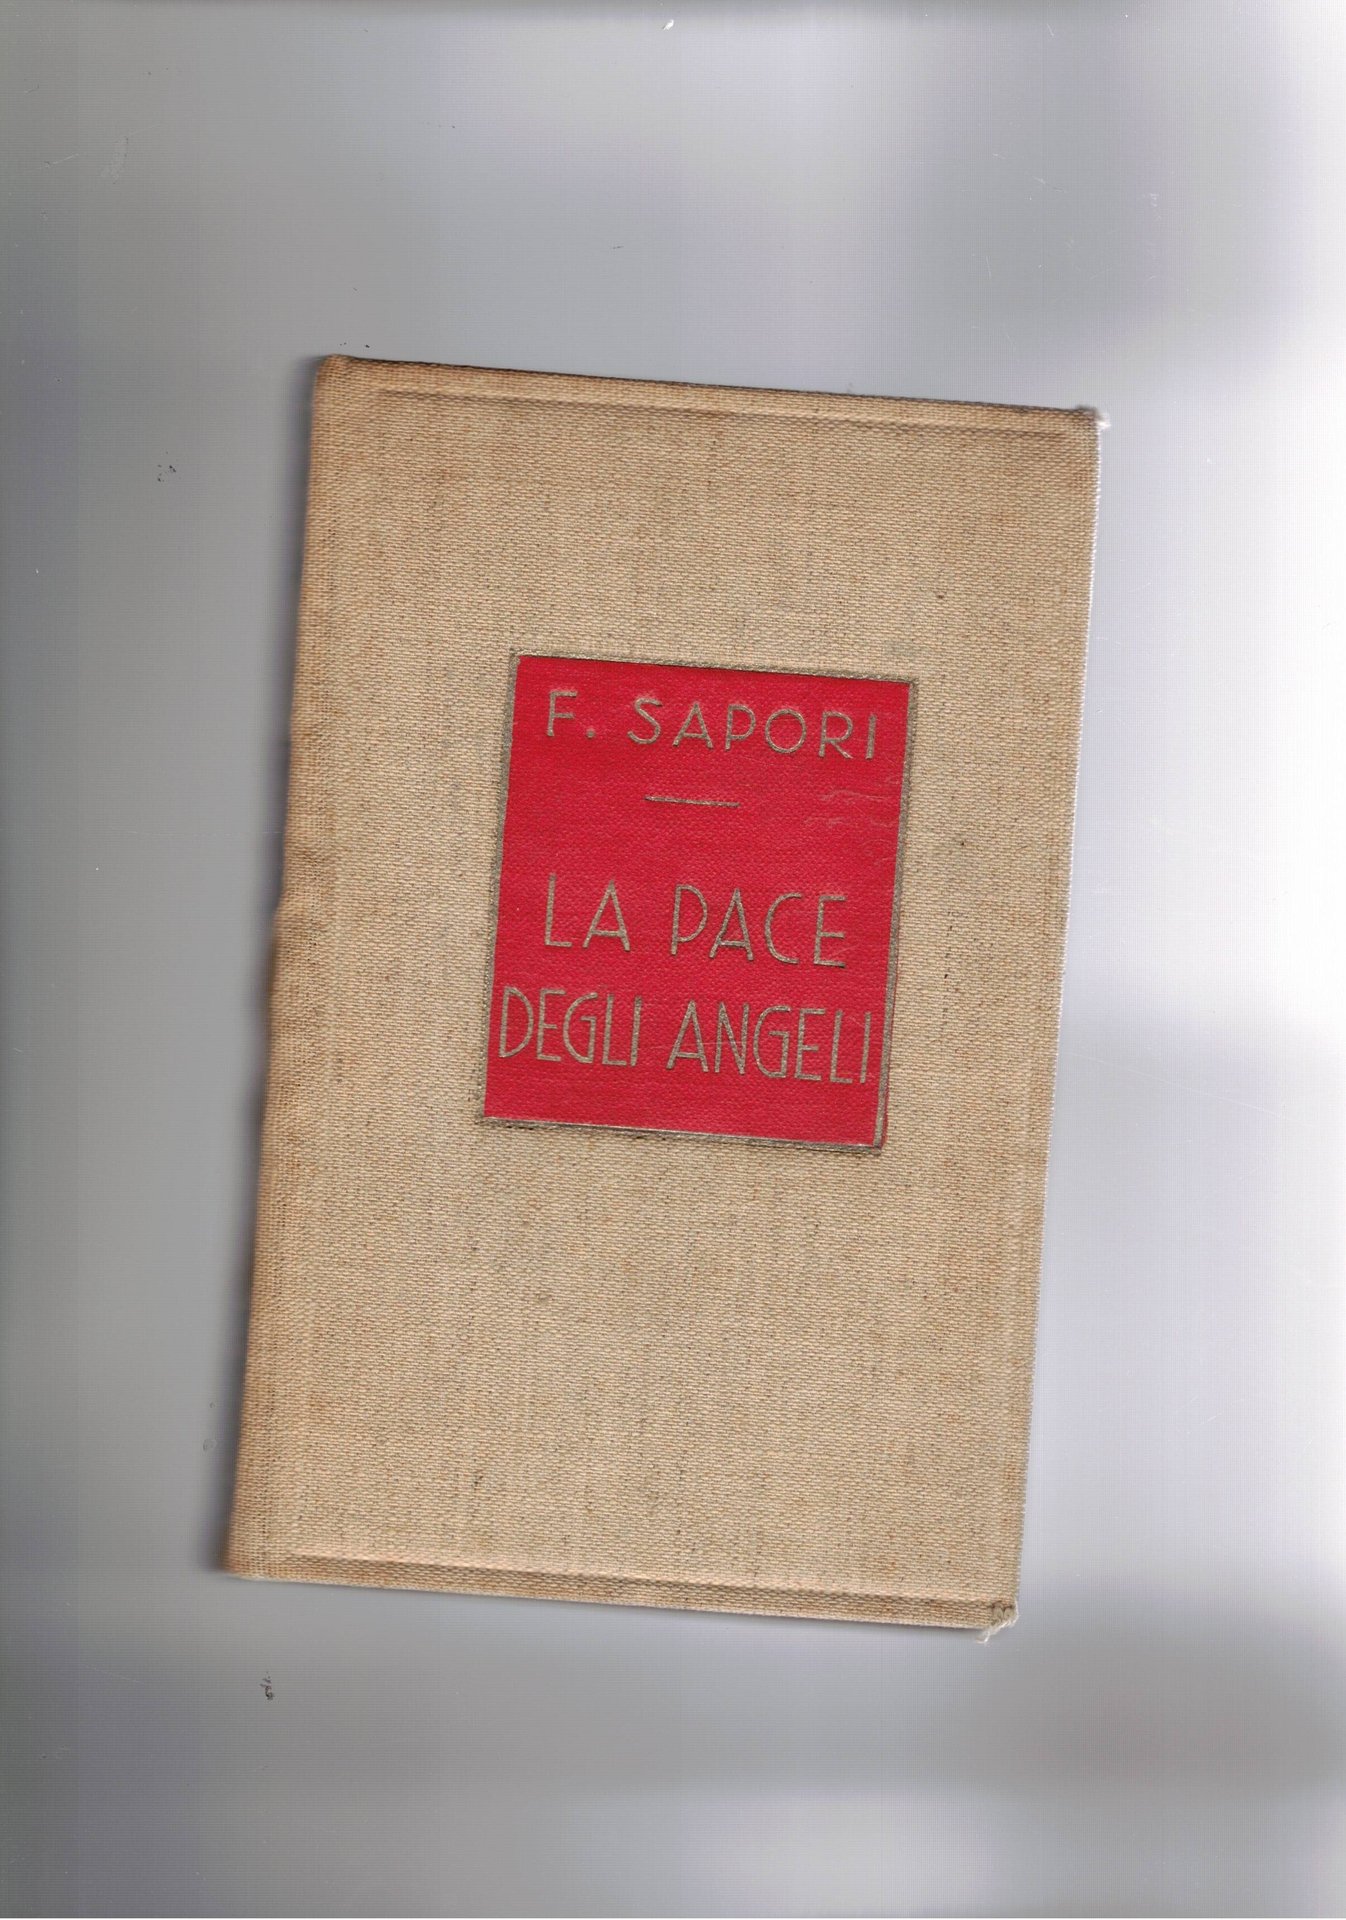 F. SAPORI
LA PACE
DEGLI ANGELI